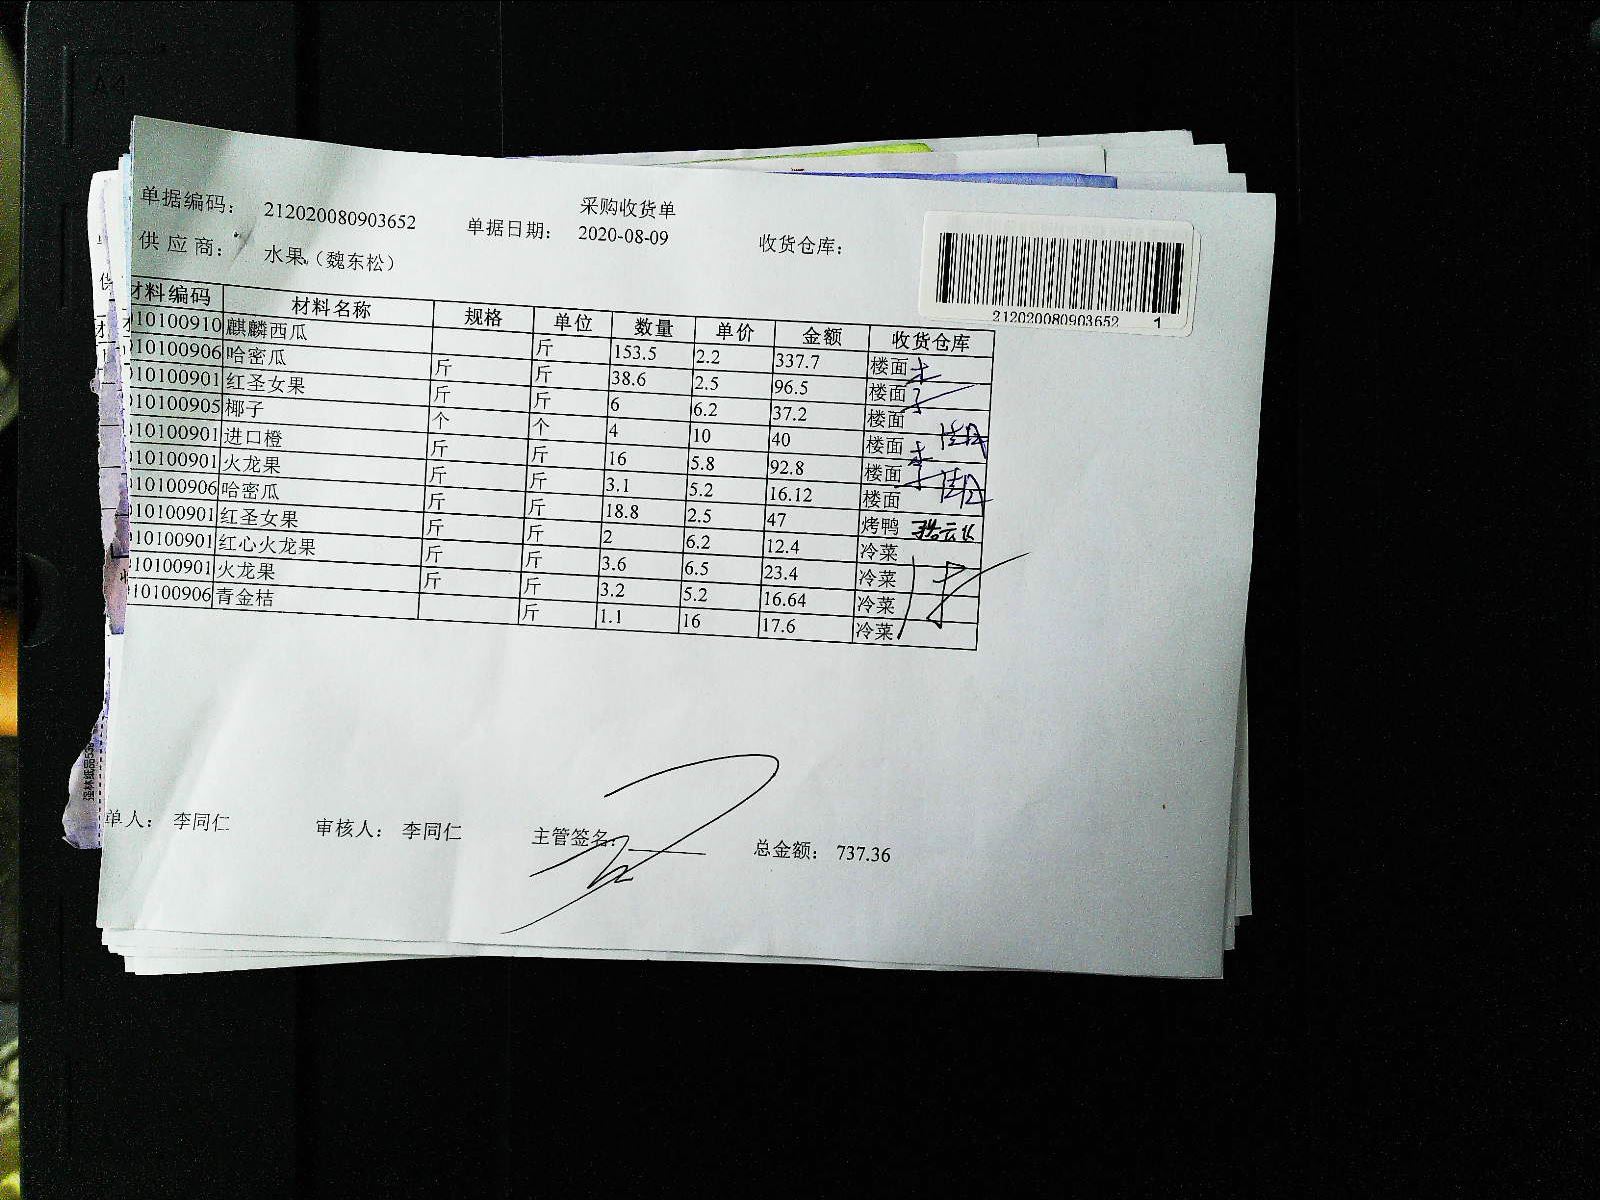 采购收货单
单据编码： 212020080903652 单据日期： 2020-08-09 收货仓库：
供应商： 水果（魏东松）
212020080903652 1
材料编码 材料名称 规格 单位 数量 单价 金额 收货仓库
010100910 麒麟西瓜 斤 153.5 2.2 337.7 楼面
010100906 哈密瓜 斤 斤 38.6 2.5 96.5 楼面
010100901 红圣女果 斤 斤 6 6.2 37.2 楼面
010100905 椰子 个 个 4 10 40 楼面
010100901 进口橙 斤 斤 16 5.8 92.8 楼面
010100901 火龙果 斤 斤 3.1 5.2 16.12 楼面
010100906 哈密瓜 斤 斤 18.8 2.5 47 烤鸭
010100901 红圣女果 斤 斤 2 6.2 12.4 冷菜
010100901 红心火龙果 斤 斤 3.6 6.5 23.4 冷菜
010100901 火龙果 斤 斤 3.2 5.2 16.64 冷菜
010100906 青金桔 斤 1.1 16 17.6 冷菜
单人： 李同仁 审核人： 李同仁 主管签名： 总金额： 737.36